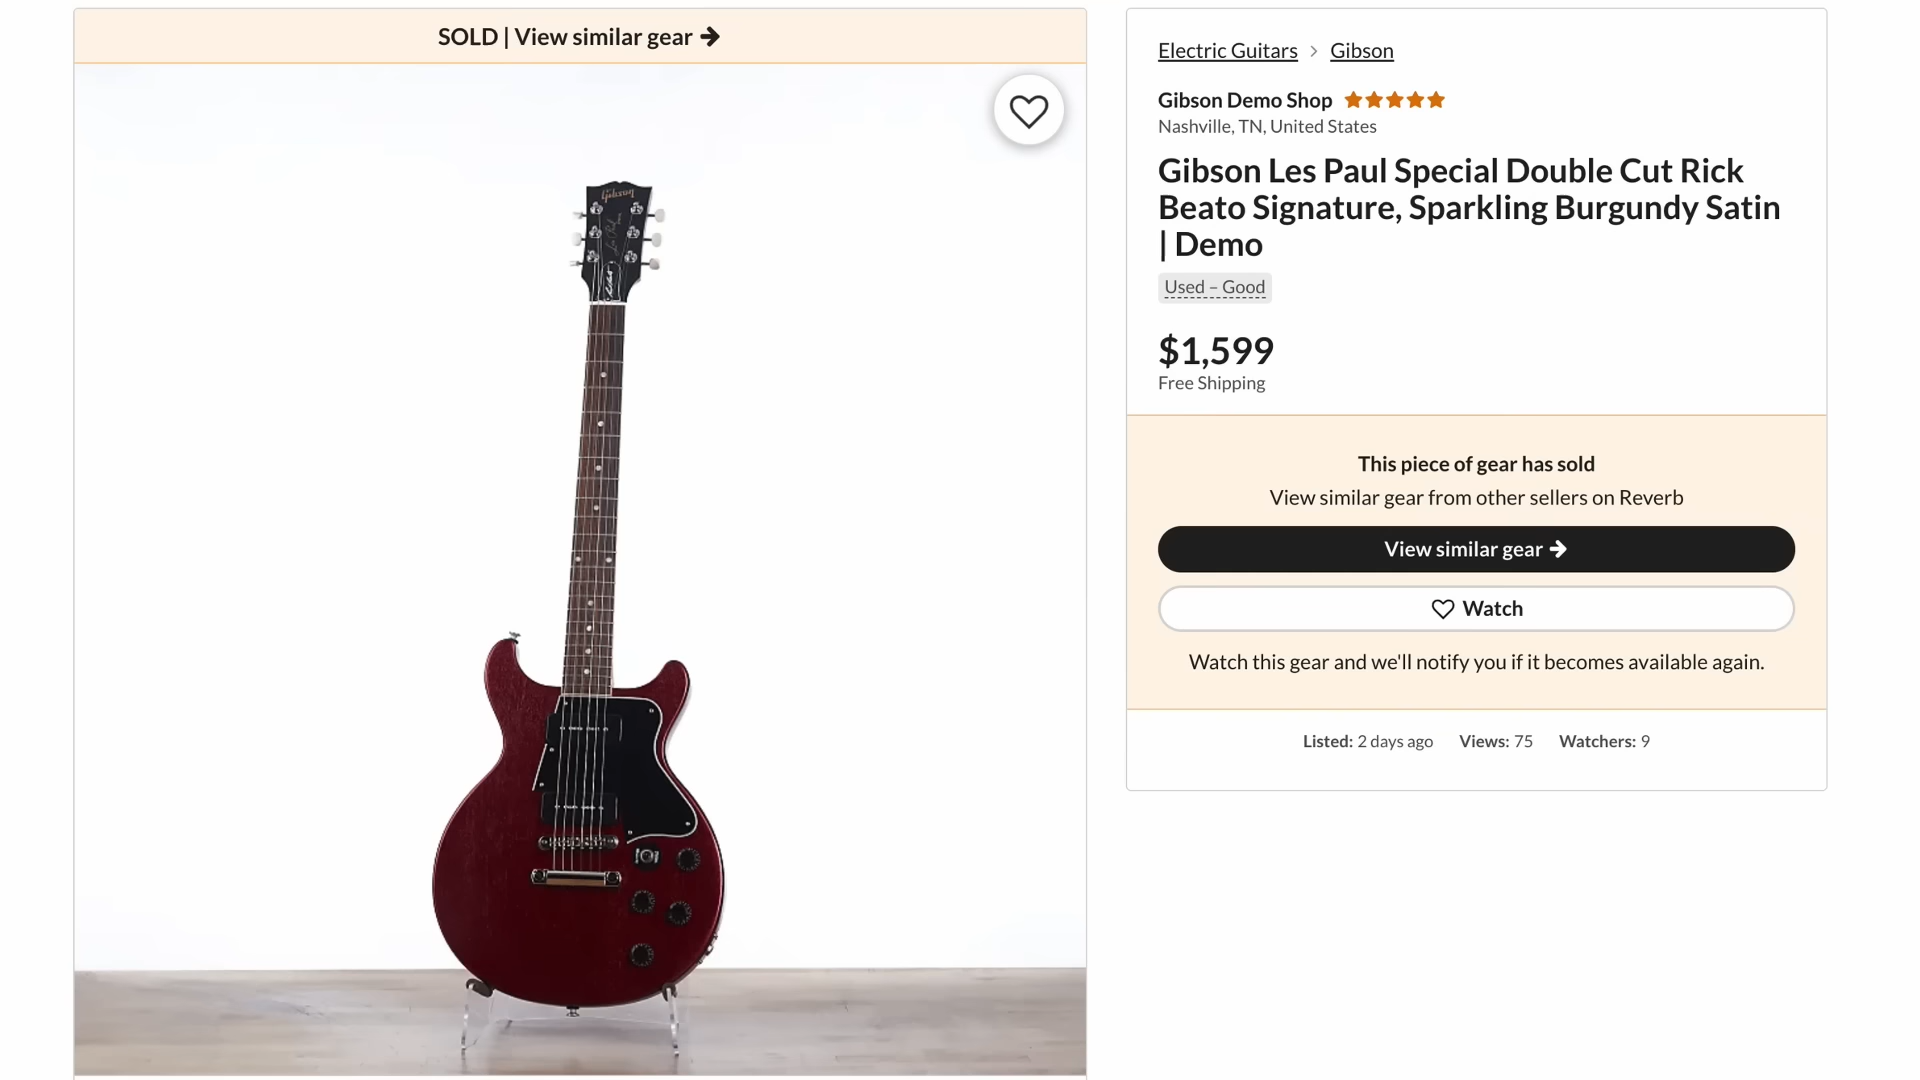 SOLD | View similar gear
Gibson
Electric Guitars > Gibson
Gibson Demo Shop
Nashville, TN, United States
Gibson Les Paul Special Double Cut Rick
Beato Signature, Sparkling Burgundy Satin
| Demo
Used – Good
$1,599
Free Shipping
This piece of gear has sold
View similar gear from other sellers on Reverb
View similar gear
Watch
Watch this gear and we'll notify you if it becomes available again.
Listed: 2 days ago Views: 75 Watchers: 9